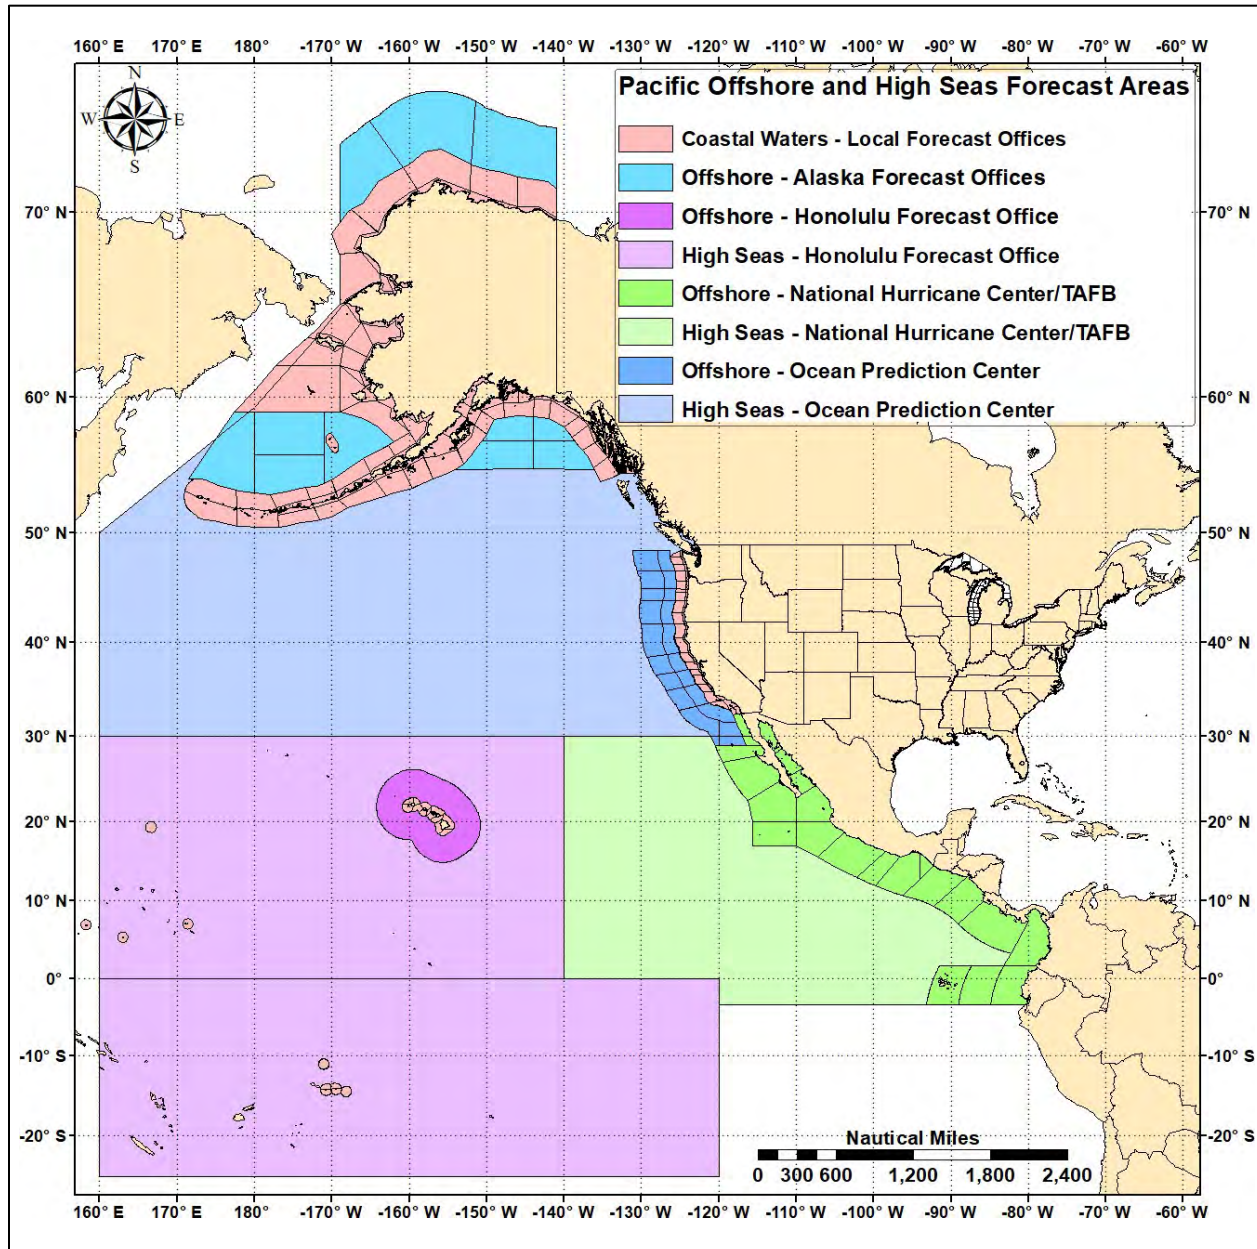 160° E 170° E 180° -170° W -160° W -150° W -140° W -130° W -120° W -110° W -100° W -90° W -80° W -70° W -60° W
N
W E
S
Pacific Offshore and High Seas Forecast Areas
Coastal Waters - Local Forecast Offices
Offshore - Alaska Forecast Offices
Offshore - Honolulu Forecast Office
High Seas - Honolulu Forecast Office
Offshore - National Hurricane Center/TAFB
High Seas - National Hurricane Center/TAFB
Offshore - Ocean Prediction Center
High Seas - Ocean Prediction Center
70° N 70° N
60° N 60° N
50° N 50° N
40° N 40° N
30° N 30° N
20° N 20° N
10° N 10° N
0° 0°
-10° S -10° S
-20° S -20° S
Nautical Miles
0 300 600 1,200 1,800 2,400
160° E 170° E 180° -170° W -160° W -150° W -140° W -130° W -120° W -110° W -100° W -90° W -80° W -70° W -60° W